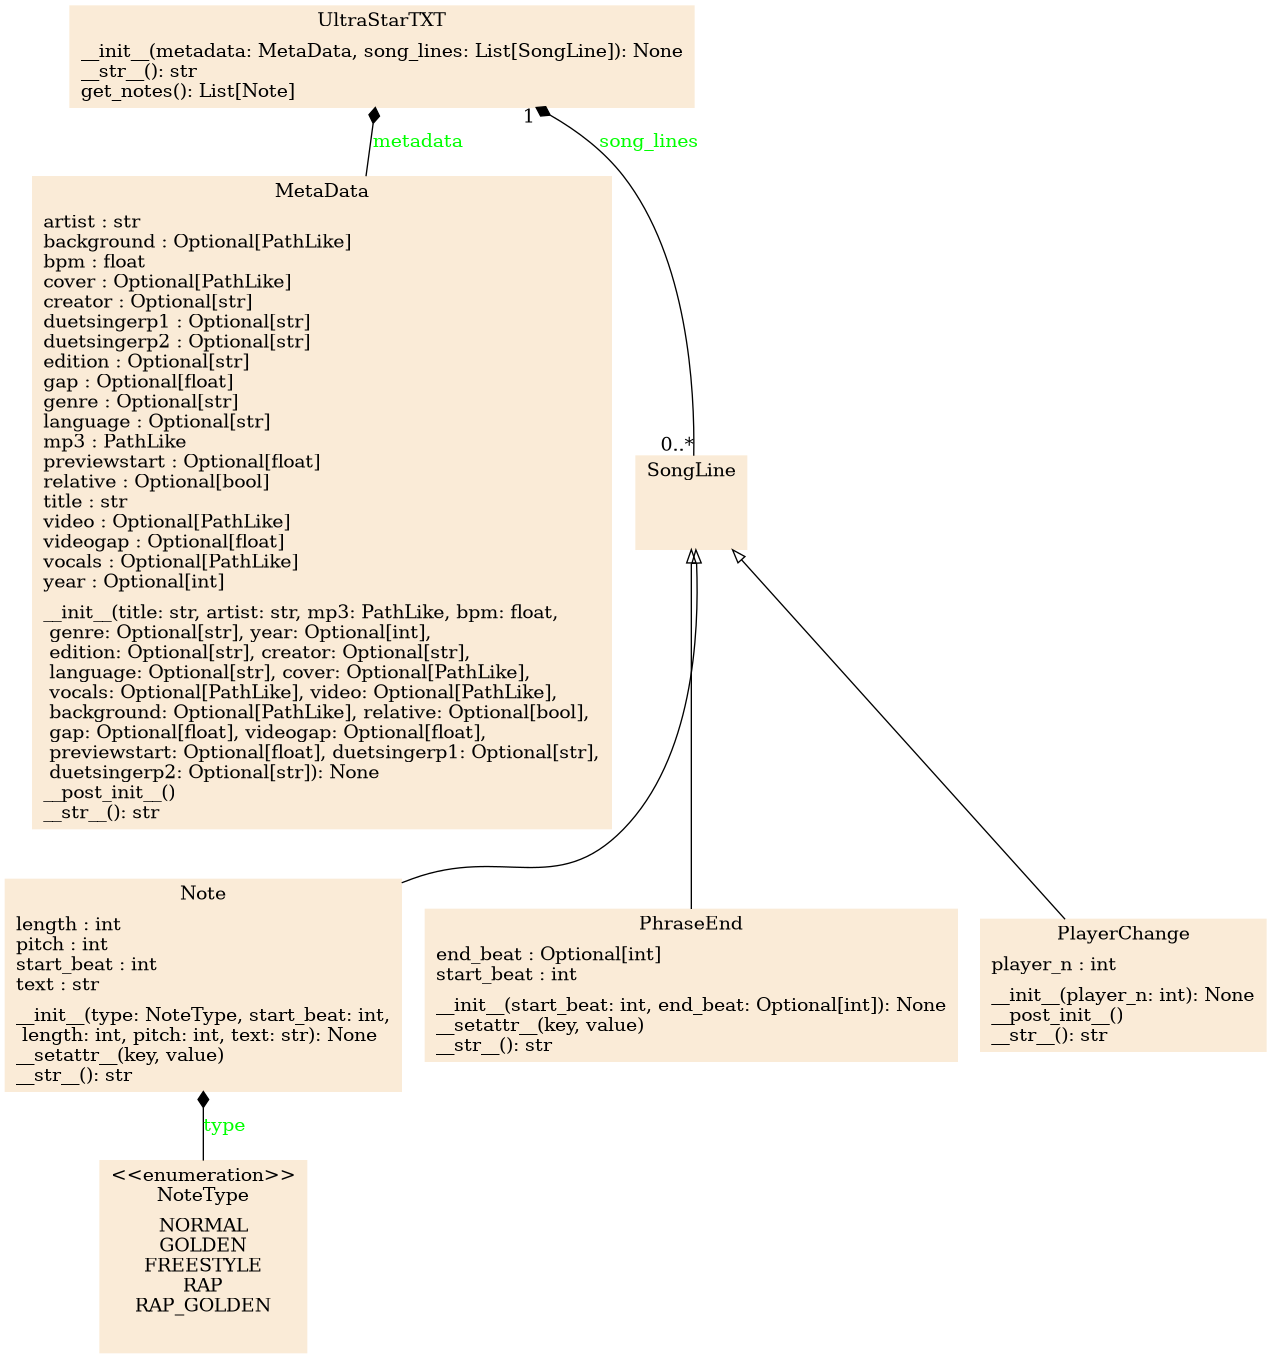 UltraStarTXT
__init__(metadata: MetaData, song_lines: List[SongLine]): None
__str__(): str
get_notes(): List[Note]
1
metadata
song_lines
MetaData
artist : str
background : Optional[PathLike]
bpm : float
cover : Optional[PathLike]
creator : Optional[str]
duetsingerp1 : Optional[str]
duetsingerp2 : Optional[str]
edition : Optional[str]
gap : Optional[float]
genre : Optional[str]
language : Optional[str]
mp3 : PathLike
previewstart : Optional[float]
relative : Optional[bool]
title : str
video : Optional[PathLike]
videogap : Optional[float]
vocals : Optional[PathLike]
year : Optional[int]
__init__(title: str, artist: str, mp3: PathLike, bpm: float,
genre: Optional[str], year: Optional[int],
edition: Optional[str], creator: Optional[str],
language: Optional[str], cover: Optional[PathLike],
vocals: Optional[PathLike], video: Optional[PathLike],
background: Optional[PathLike], relative: Optional[bool],
gap: Optional[float], videogap: Optional[float],
previewstart: Optional[float], duetsingerp1: Optional[str],
duetsingerp2: Optional[str]): None
__post_init__()
__str__(): str
0..*
SongLine
Note
length : int
pitch : int
start_beat : int
text : str
__init__(type: NoteType, start_beat: int,
length: int, pitch: int, text: str): None
__setattr__(key, value)
__str__(): str
PhraseEnd
end_beat : Optional[int]
start_beat : int
__init__(start_beat: int, end_beat: Optional[int]): None
__setattr__(key, value)
__str__(): str
PlayerChange
player_n : int
__init__(player_n: int): None
__post_init__()
__str__(): str
type
<<enumeration>>
NoteType
NORMAL
GOLDEN
FREESTYLE
RAP
RAP_GOLDEN